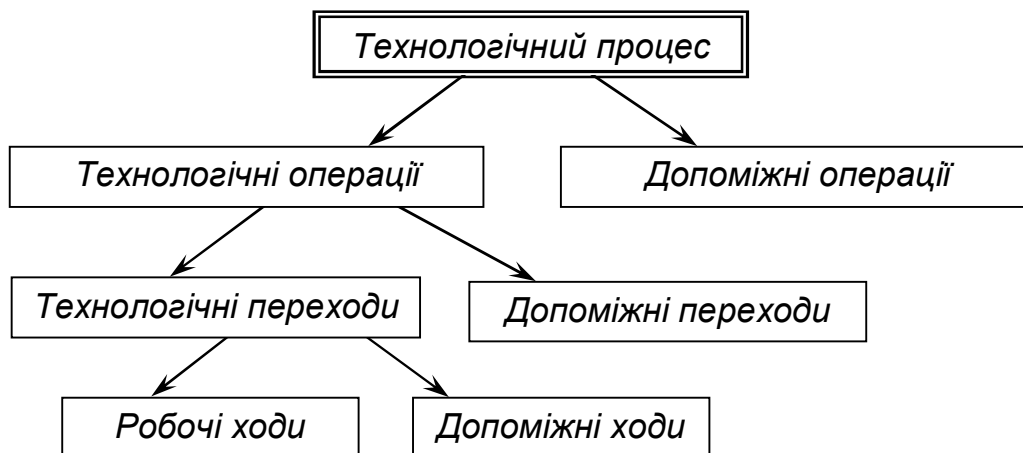 Технологічний процес
Технологічні операції
Допоміжні операції
Технологічні переходи
Допоміжні переходи
Робочі ходи
Допоміжні ходи